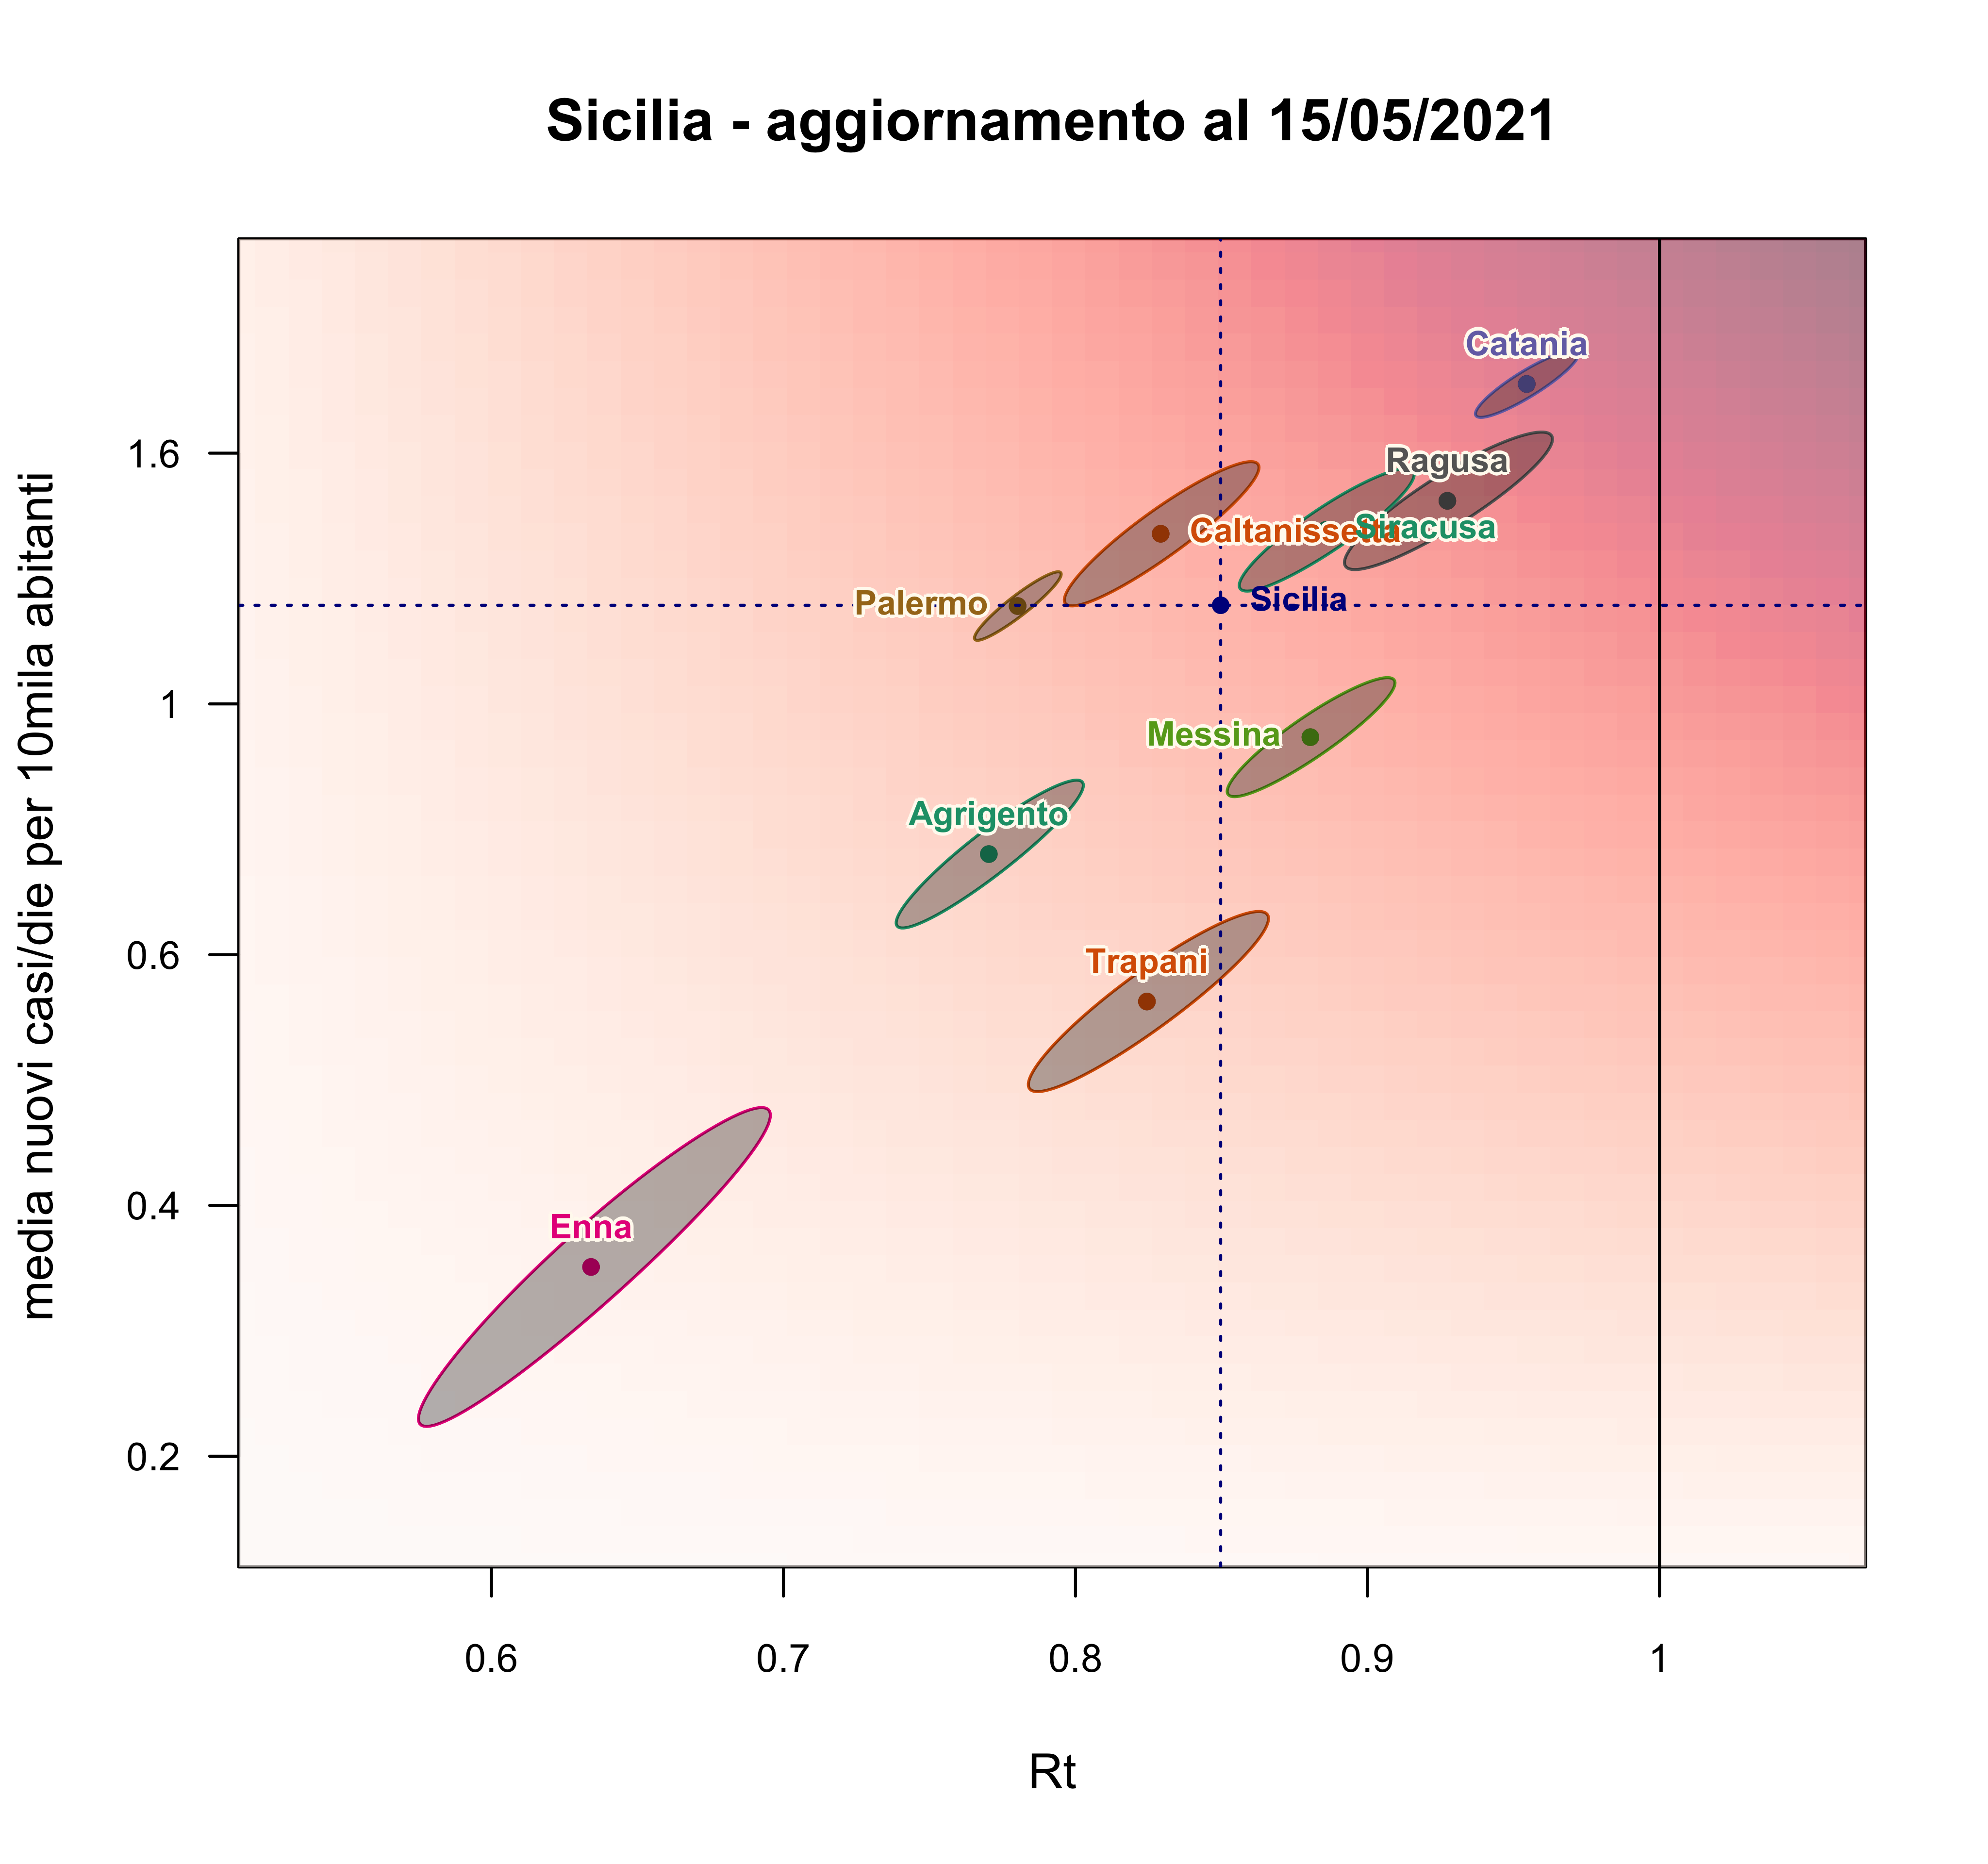 Sicilia - aggiornamento al 15/05/2021
media nuovi casi/die per 10mila abitanti
1.6
1
0.6
0.4
0.2
Catania
Ragusa
Siracusa
Caltanissetta
Palermo
Sicilia
Messina
Agrigento
Trapani
Enna
0.6
0.7
0.8
0.9
1
Rt